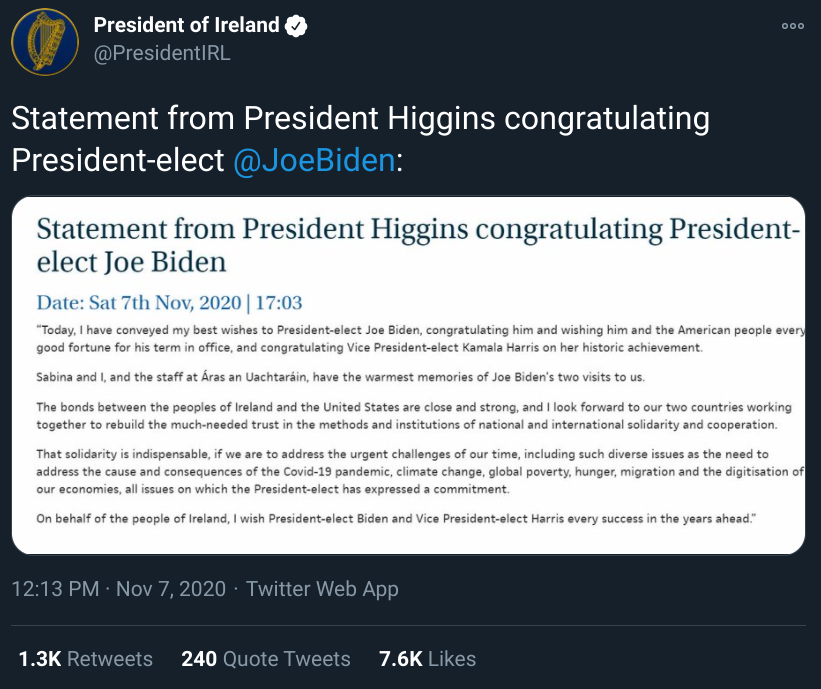 President of Ireland
@PresidentIRL
Statement from President Higgins congratulating
President-elect @JoeBiden:
Statement from President Higgins congratulating President-
elect Joe Biden
Date: Sat 7th Nov, 2020 | 17:03
“Today, I have conveyed my best wishes to President-elect Joe Biden, congratulating him and wishing him and the American people every
good fortune for his term in office, and congratulating Vice President-elect Kamala Harris on her historic achievement.
Sabina and I, and the staff at Áras an Uachtaráin, have the warmest memories of Joe Biden’s two visits to us.
The bonds between the peoples of Ireland and the United States are close and strong, and I look forward to our two countries working
together to rebuild the much-needed trust in the methods and institutions of national and international solidarity and cooperation.
That solidarity is indispensable, if we are to address the urgent challenges of our time, including such diverse issues as the need to
address the cause and consequences of the Covid-19 pandemic, climate change, global poverty, hunger, migration and the digitisation of
our economies, all issues on which the President-elect has expressed a commitment.
On behalf of the people of Ireland, I wish President-elect Biden and Vice President-elect Harris every success in the years ahead.”
12:13 PM · Nov 7, 2020 · Twitter Web App
1.3K Retweets 240 Quote Tweets 7.6K Likes